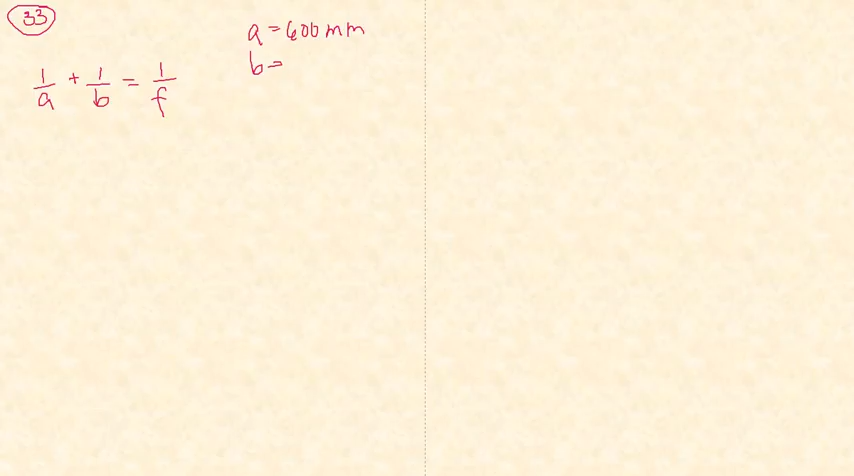 33
a = 600 mm
b =
1/a + 1/b = 1/f